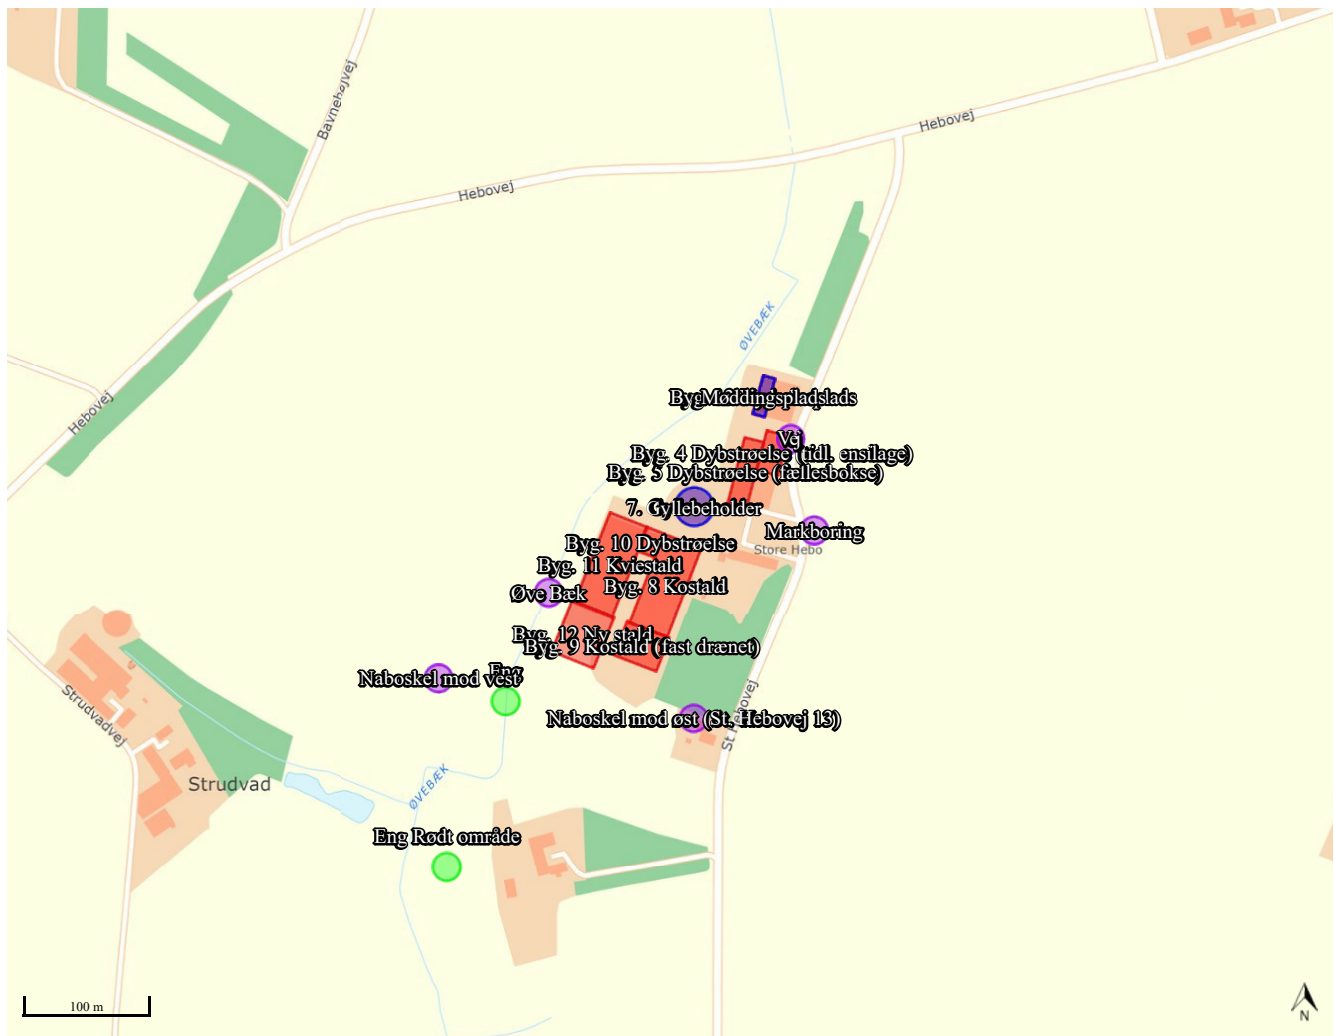 Bavnehøjvej
Hebovej
Hebovej
Hebovej
ØVEBÆK
Møddingsplads
Vej
Byg. 4 Dybstrøelse (tidl. ensilage)
Byg. 5 Dybstrøelse (fællesbokse)
7. Gyllebeholder
Markboring
Store Hebo
Byg. 10 Dybstrøelse
Byg. 11 Kviestald
Byg. 8 Kostald
Øve Bæk
Byg. 12 Ny stald
Byg. 9 Kostald (fast drænet)
Eng
Naboskel mod vest
Naboskel mod øst (St. Hebovej 13)
St Hebovej
Strudvadvej
Strudvad
ØVEBÆK
Eng Rødt område
100 m
N